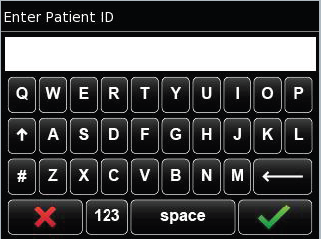 Enter Patient ID
Q W E R T Y U I O P
↑ A S D F G H J K L
# Z X C V B N M ←
123 space